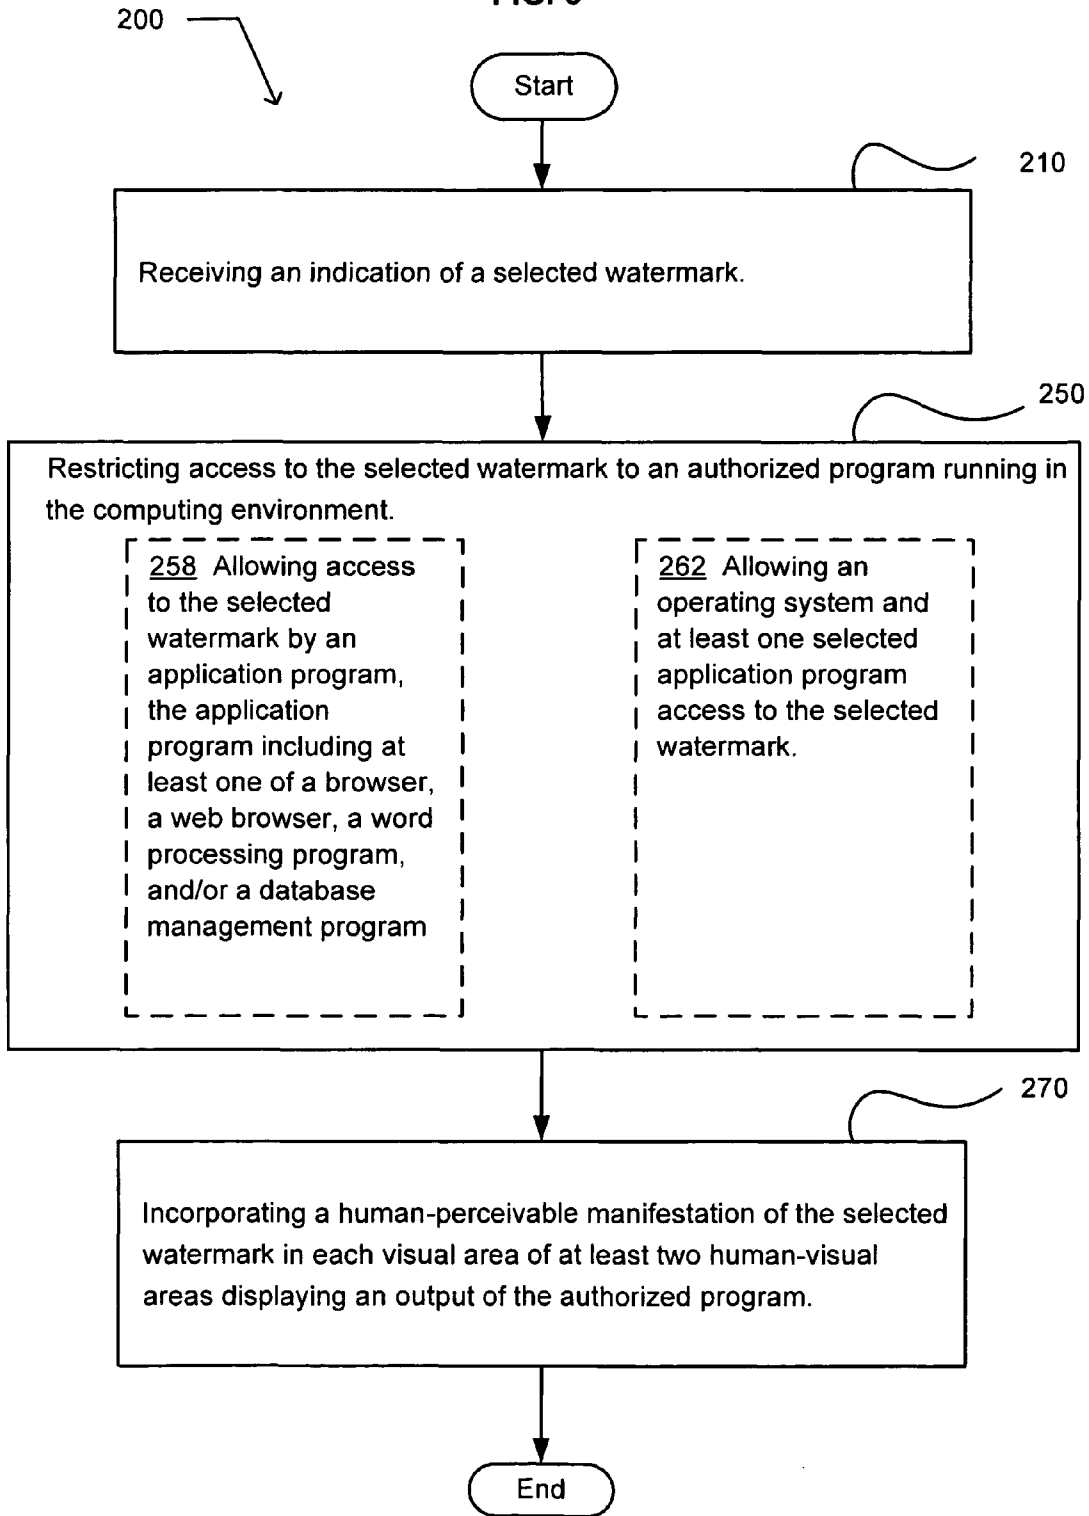 200
Start
210
Receiving an indication of a selected watermark.
250
Restricting access to the selected watermark to an authorized program running in
the computing environment.
258 Allowing access
to the selected
watermark by an
application program,
the application
program including at
least one of a browser,
a web browser, a word
processing program,
and/or a database
management program
262 Allowing an
operating system and
at least one selected
application program
access to the selected
watermark.
270
Incorporating a human-perceivable manifestation of the selected
watermark in each visual area of at least two human-visual
areas displaying an output of the authorized program.
End